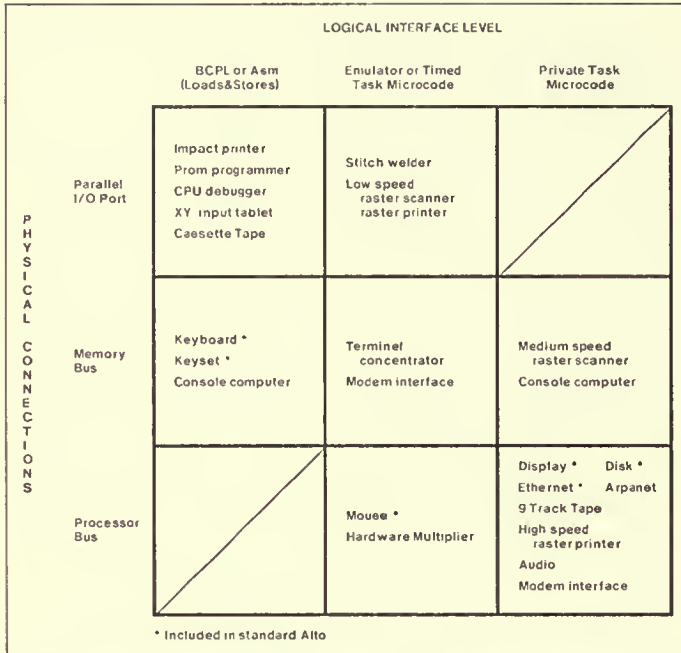 LOGICAL INTERFACE LEVEL
BCPL or Asm
(Loads&Stores)
Emulator or Timed
Task Microcode
Private Task
Microcode
PHYSICAL CONNECTIONS
Parallel
I/O Port
Impact printer
Prom programmer
CPU debugger
XY input tablet
Caesette Tape
Stitch welder
Low speed
raster scanner
raster printer
Memory
Bus
Keyboard *
Keyset *
Console computer
Terminel
concentrator
Modem interface
Medium speed
raster scanner
Console computer
Processor
Bus
Mouee *
Hardware Multiplier
Display * Disk *
Ethernet * Arpanet
9 Track Tape
High speed
raster printer
Audio
Modem interface
* Included in standard Alto